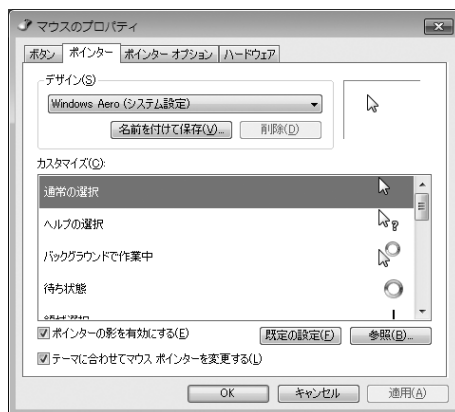 マウスのプロパティ
ボタン ポインター ポインター オプション ハードウェア
デザイン(S)
Windows Aero (システム設定)
名前を付けて保存(V)... 削除(D)
カスタマイズ(C):
通常の選択
ヘルプの選択
バックグラウンドで作業中
待ち状態
領域選択
ポインターの影を有効にする(E) 既定の設定(F) 参照(B)...
テーマに合わせてマウス ポインターを変更する(L)
OK キャンセル 適用(A)